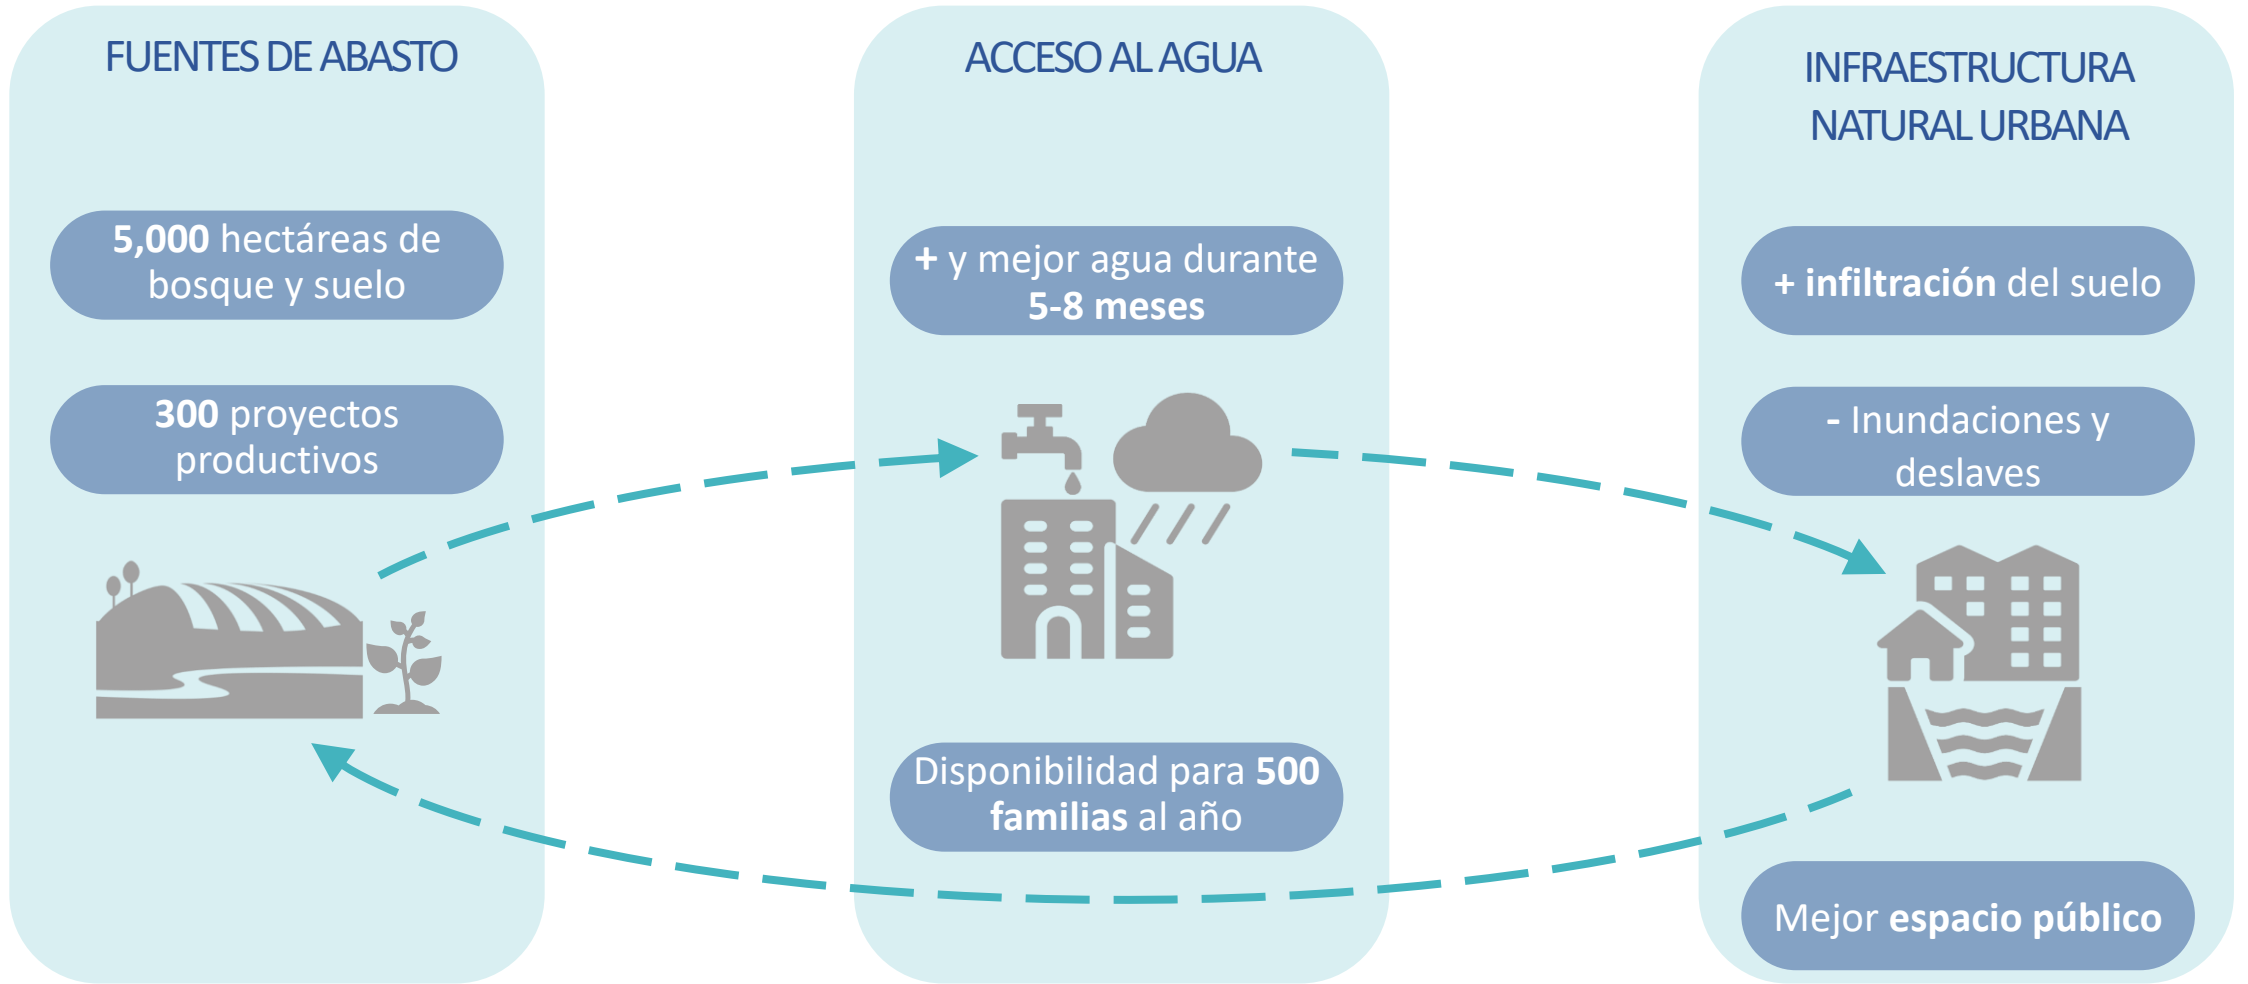 FUENTES DE ABASTO
5,000 hectáreas de
bosque y suelo
300 proyectos
productivos
ACCESO AL AGUA
+ y mejor agua durante
5-8 meses
Disponibilidad para 500
familias al año
INFRAESTRUCTURA
NATURAL URBANA
+ infiltración del suelo
- Inundaciones y
deslaves
Mejor espacio público